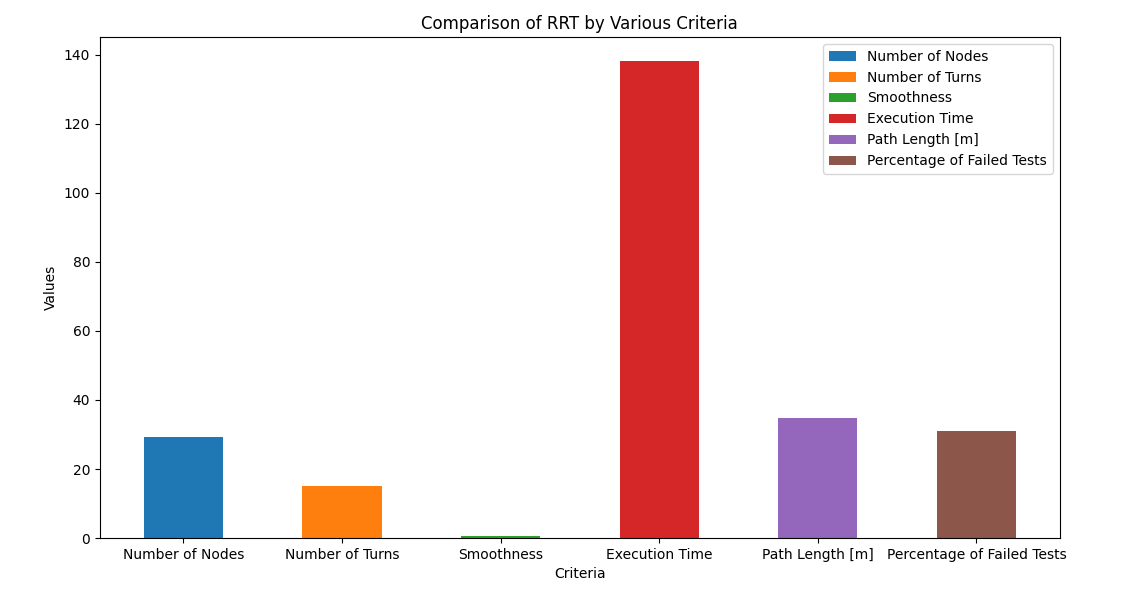 Comparison of RRT by Various Criteria
Values
140
120
100
80
60
40
20
0
Number of Nodes
Number of Turns
Smoothness
Execution Time
Path Length [m]
Percentage of Failed Tests
Number of Nodes Number of Turns Smoothness Execution Time Path Length [m] Percentage of Failed Tests
Criteria